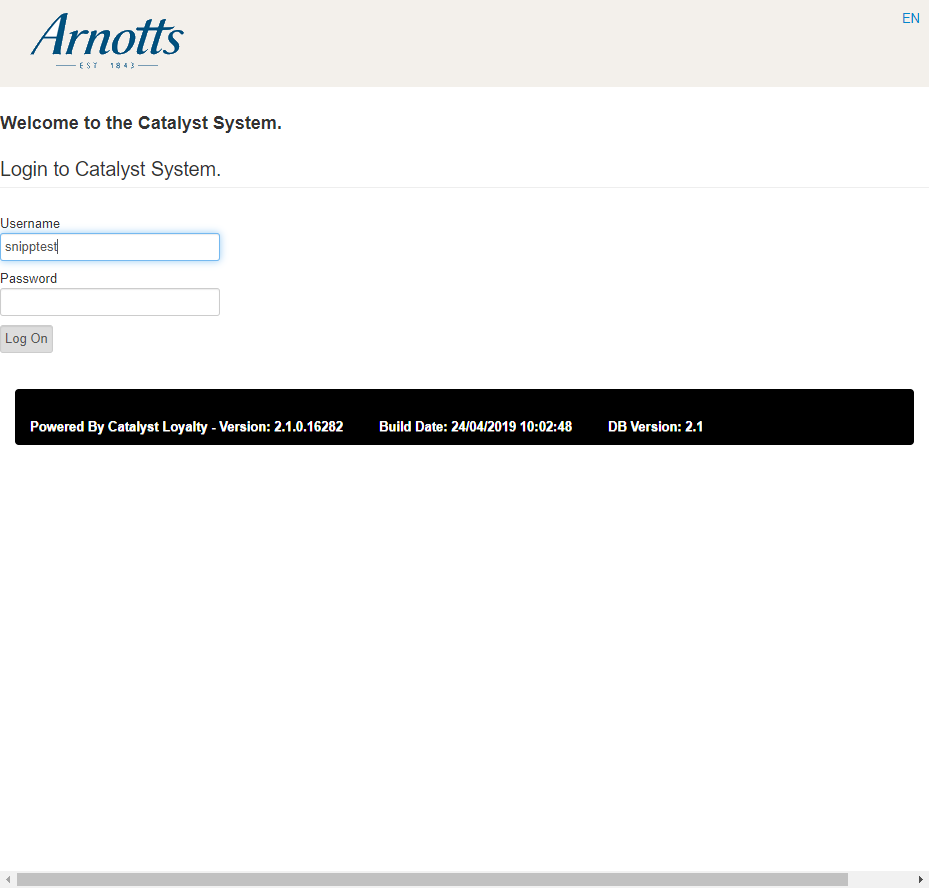 Arnotts
EST 1843
EN
Welcome to the Catalyst System.
Login to Catalyst System.
Username
snipptest
Password
Log On
Powered By Catalyst Loyalty - Version: 2.1.0.16282 Build Date: 24/04/2019 10:02:48 DB Version: 2.1